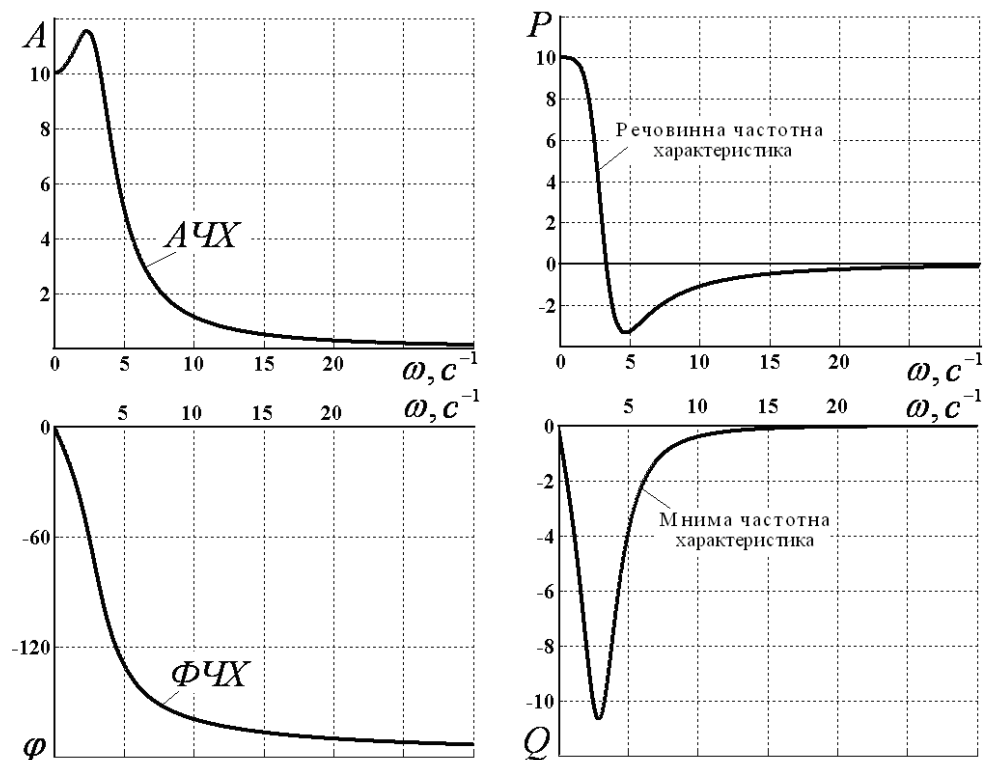 A
10
8
6
4
2
АЧХ
0 5 10 15 20
ω, c⁻¹
P
10
8
6
4
2
0
-2
Речовинна частотна
характеристика
0 5 10 15 20
ω, c⁻¹
5 10 15 20 ω, c⁻¹
0
-60
-120
φ
ФЧХ
5 10 15 20 ω, c⁻¹
0
-2
-4
-6
-8
-10
Q
Мнима частотна
характеристика